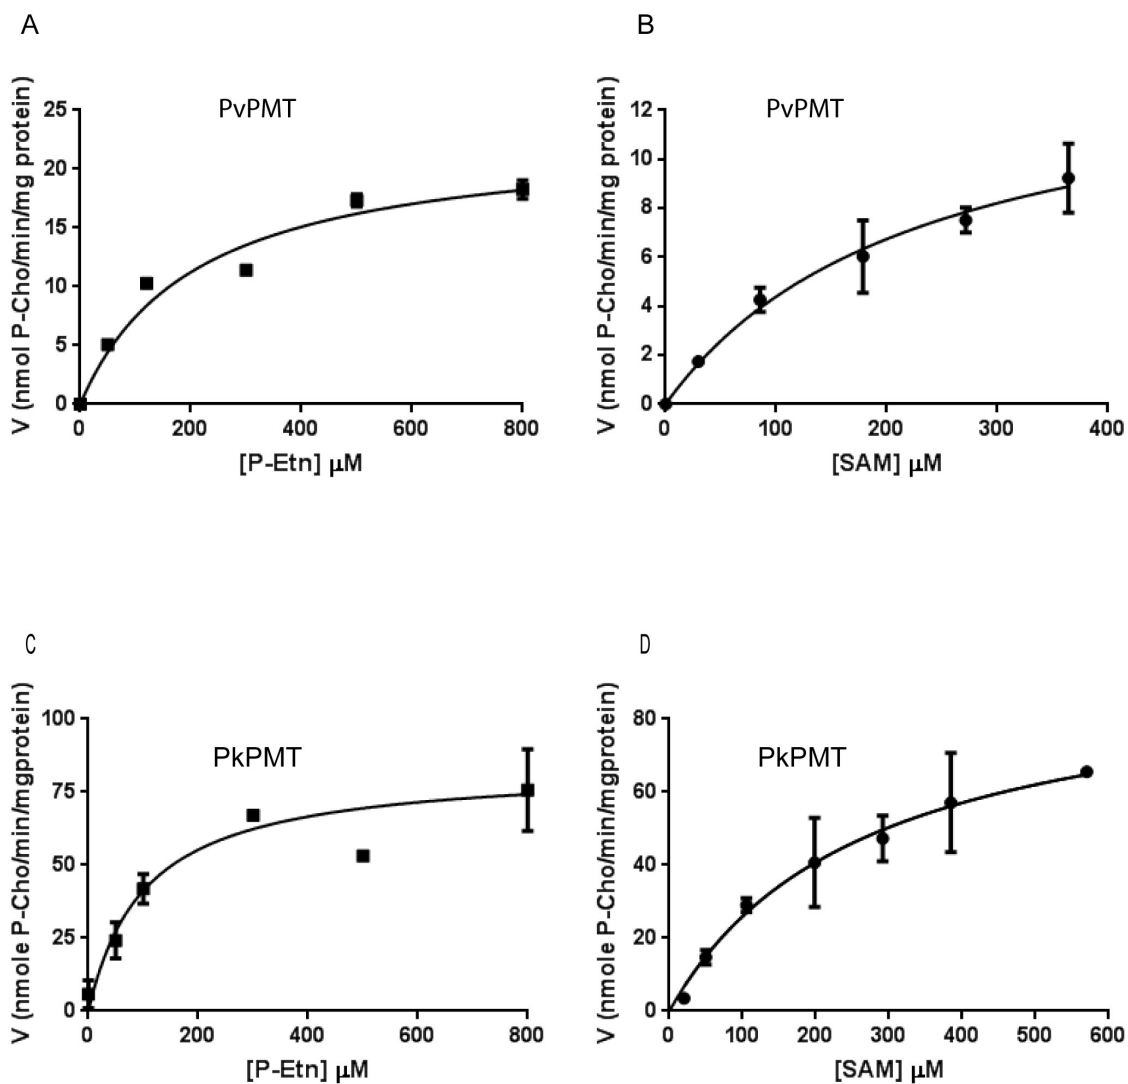 A
B
V (nmol P-Cho/min/mg protein)
PvPMT
25
20
15
10
5
0
0 200 400 600 800
[P-Etn] μM
V (nmol P-Cho/min/mg protein)
PvPMT
12
10
8
6
4
2
0
0 100 200 300 400
[SAM] μM
C
D
V (nmole P-Cho/min/mgprotein)
PkPMT
100
75
50
25
0
0 200 400 600 800
[P-Etn] μM
V (nmole P-Cho/min/mgprotein)
PkPMT
80
60
40
20
0
0 100 200 300 400 500 600
[SAM] μM